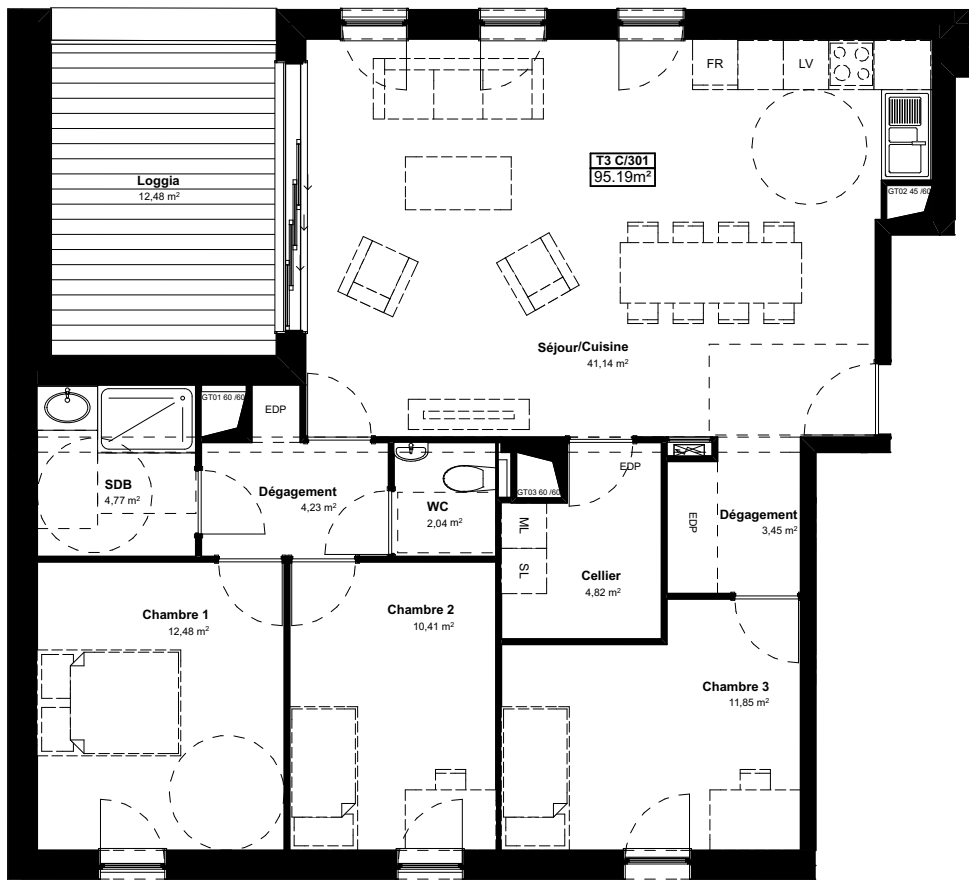 FR
LV
T3 C/301
95.19m²
Loggia
12,48 m²
GT02 45 /60
Séjour/Cuisine
41,14 m²
GT01 60 /60
EDP
SDB
4,77 m²
Dégagement
4,23 m²
WC
2,04 m²
EDP
GT03 60 /60
ML
SL
Cellier
4,82 m²
EDP
Dégagement
3,45 m²
Chambre 1
12,48 m²
Chambre 2
10,41 m²
Chambre 3
11,85 m²